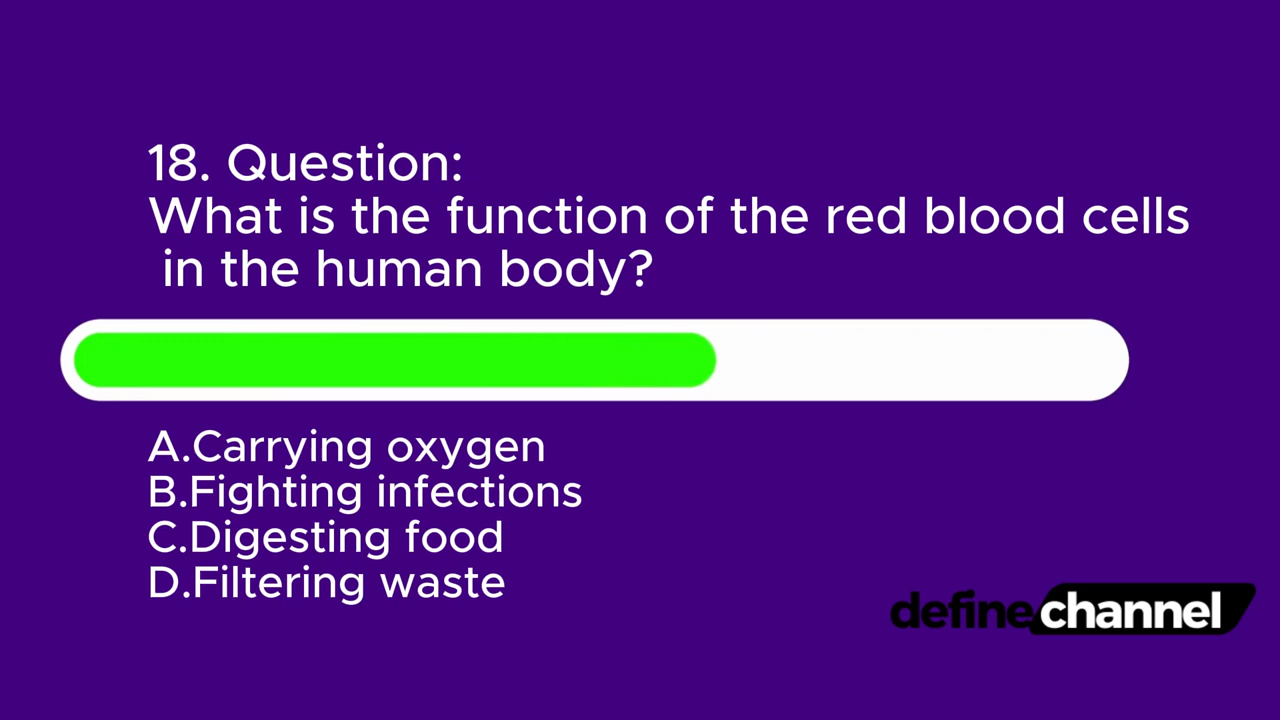 18. Question:
What is the function of the red blood cells
in the human body?
A.Carrying oxygen
B.Fighting infections
C.Digesting food
D.Filtering waste
definechannel